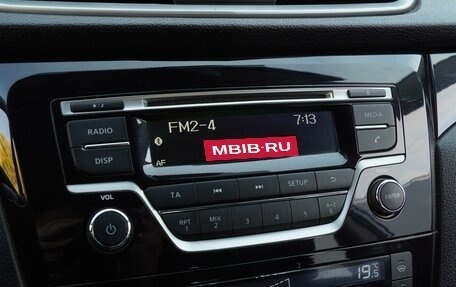 FM2-4
7:13
MBIB.RU
AF
RADIO
MEDIA
DISP
TA
SETUP
VOL
RPT
1
MIX
2
3
4
5
A-Z
6
ENTER
19.5